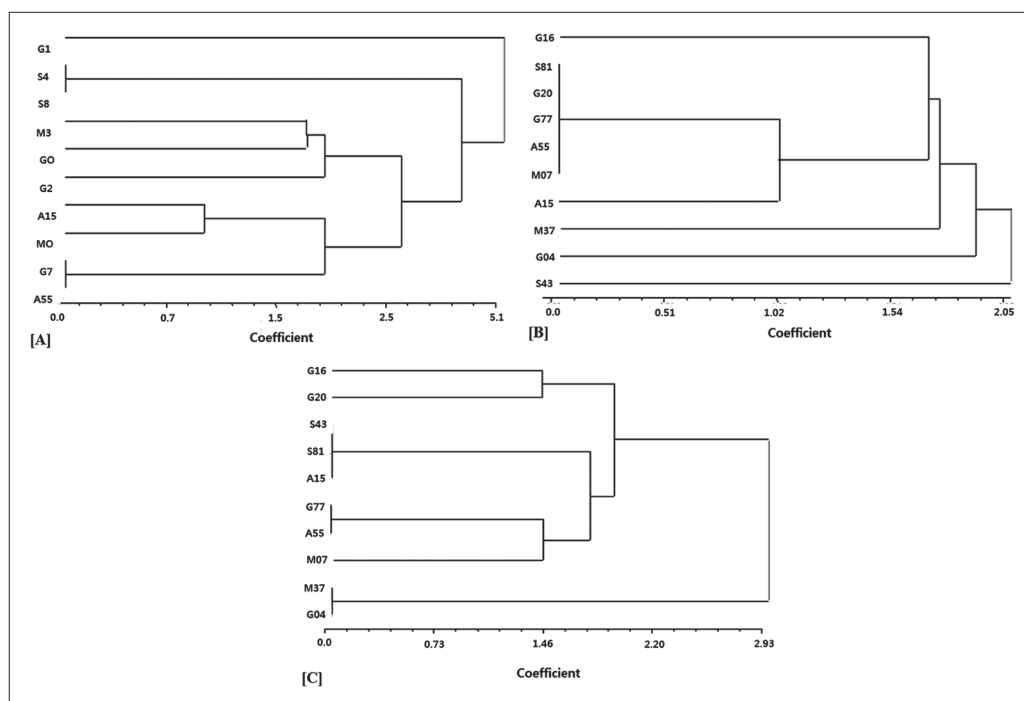 G1
S4
S8
M3
GO
G2
A15
MO
G7
A55
0.0 0.7 1.5 2.5 5.1
Coefficient
[A]
G16
S81
G20
G77
A55
M07
A15
M37
G04
S43
0.0 0.51 1.02 1.54 2.05
Coefficient
[B]
G16
G20
S43
S81
A15
G77
A55
M07
M37
G04
0.0 0.73 1.46 2.20 2.93
Coefficient
[C]